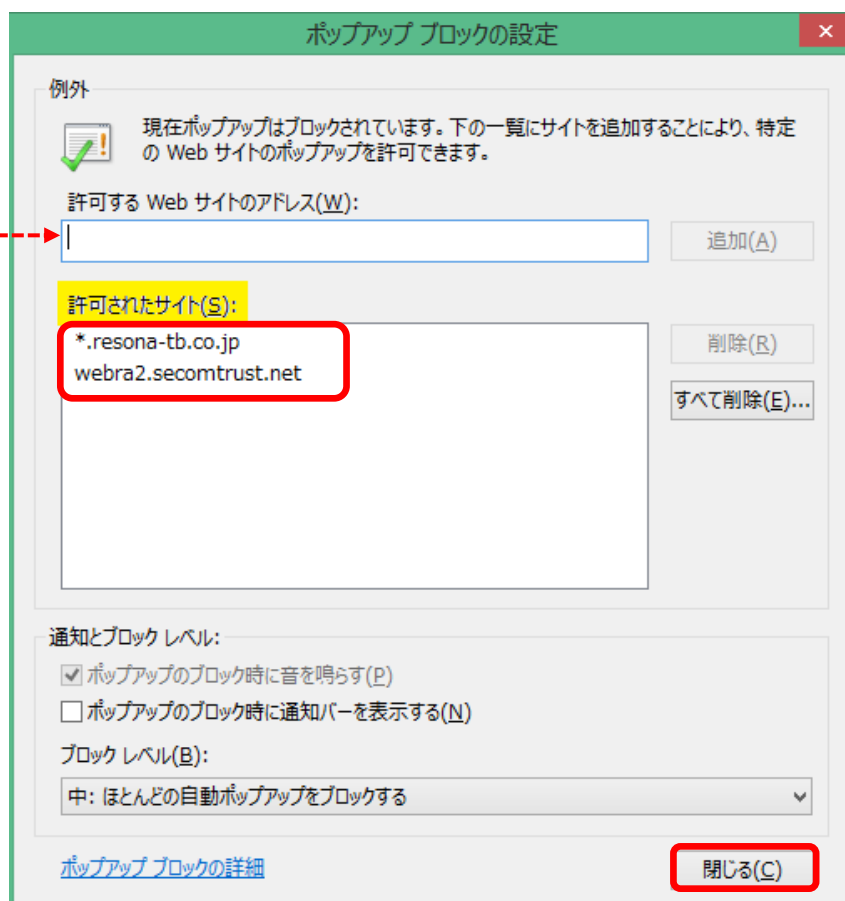 ポップアップ ブロックの設定
例外
現在ポップアップはブロックされています。下の一覧にサイトを追加することにより、特定
の Web サイトのポップアップを許可できます。
許可する Web サイトのアドレス(W):
追加(A)
許可されたサイト(S):
*.resona-tb.co.jp
webra2.secomtrust.net
削除(R)
すべて削除(E)...
通知とブロック レベル:
ポップアップのブロック時に音を鳴らす(P)
ポップアップのブロック時に通知バーを表示する(N)
ブロック レベル(B):
中: ほとんどの自動ポップアップをブロックする
ポップアップ ブロックの詳細
閉じる(C)